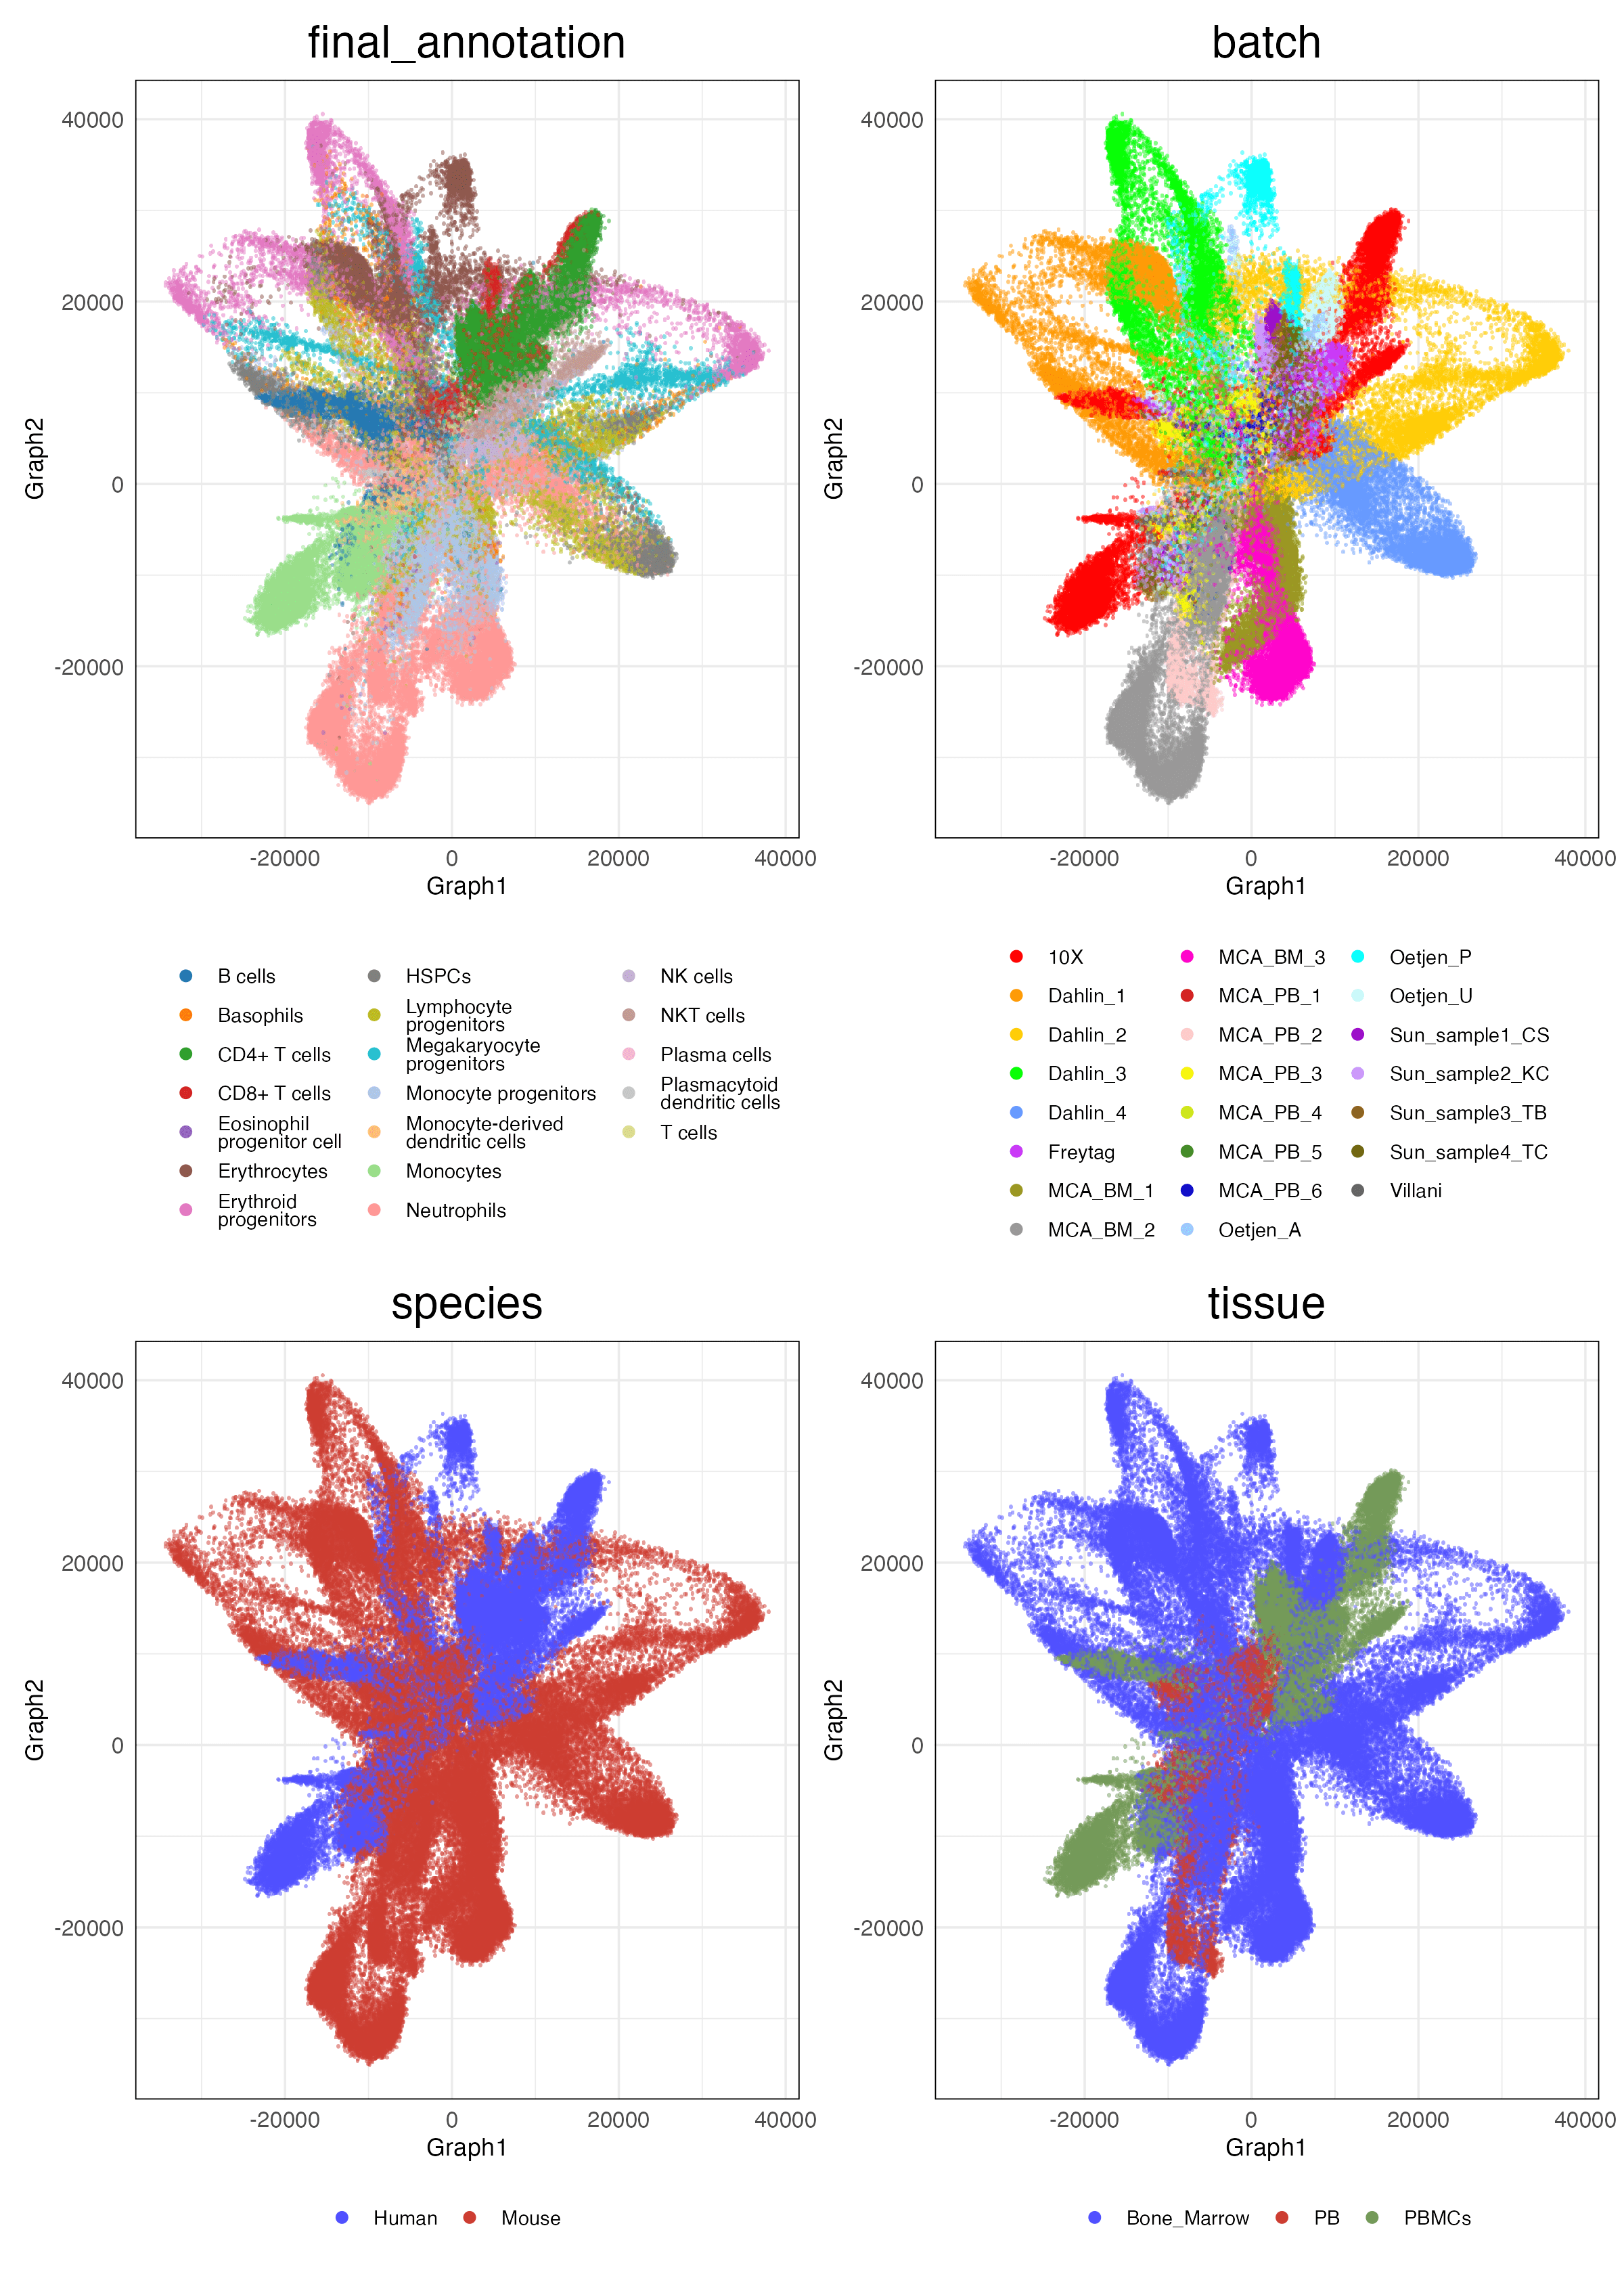 final_annotation
batch
40000
20000
0
-20000
Graph2
-20000
0
20000
40000
Graph1
40000
20000
0
-20000
Graph2
-20000
0
20000
40000
Graph1
B cells
Basophils
CD4+ T cells
CD8+ T cells
Eosinophil
progenitor cell
Erythrocytes
Erythroid
progenitors
HSPCs
Lymphocyte
progenitors
Megakaryocyte
progenitors
Monocyte progenitors
Monocyte-derived
dendritic cells
Monocytes
Neutrophils
NK cells
NKT cells
Plasma cells
Plasmacytoid
dendritic cells
T cells
10X
Dahlin_1
Dahlin_2
Dahlin_3
Dahlin_4
Freytag
MCA_BM_1
MCA_BM_2
MCA_BM_3
MCA_PB_1
MCA_PB_2
MCA_PB_3
MCA_PB_4
MCA_PB_5
MCA_PB_6
Oetjen_A
Oetjen_P
Oetjen_U
Sun_sample1_CS
Sun_sample2_KC
Sun_sample3_TB
Sun_sample4_TC
Villani
species
tissue
40000
20000
0
-20000
Graph2
-20000
0
20000
40000
Graph1
40000
20000
0
-20000
Graph2
-20000
0
20000
40000
Graph1
Human
Mouse
Bone_Marrow
PB
PBMCs